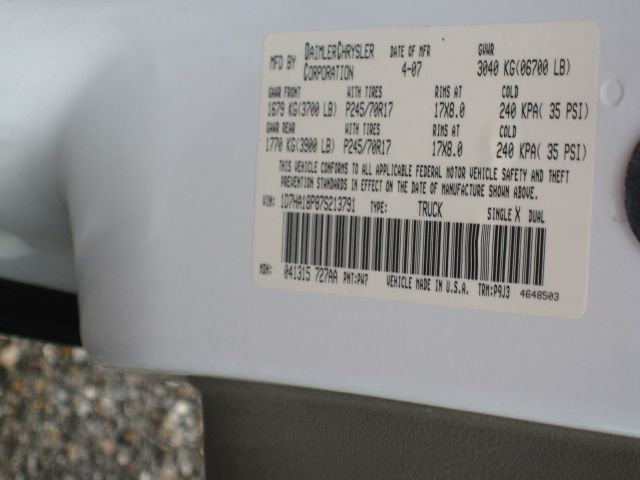 MFD BY DAIMLERCHRYSLER CORPORATION DATE OF MFR 4-07 GVWR 3040 KG(06700 LB)
GAWR FRONT WITH TIRES RIMS AT COLD
1679 KG(3700 LB) P245/70R17 17X8.0 240 KPA( 35 PSI)
GAWR REAR WITH TIRES RIMS AT COLD
1770 KG(3900 LB) P245/70R17 17X8.0 240 KPA( 35 PSI)
THIS VEHICLE CONFORMS TO ALL APPLICABLE FEDERAL MOTOR VEHICLE SAFETY AND THEFT
PREVENTION STANDARDS IN EFFECT ON THE DATE OF MANUFACTURE SHOWN ABOVE.
VIN: 1D7HA18P87S213791 TYPE: TRUCK SINGLE X DUAL
MDH: 041315 727AA PNT:PW7 VEHICLE MADE IN U.S.A. TRM:P9J3 4648503